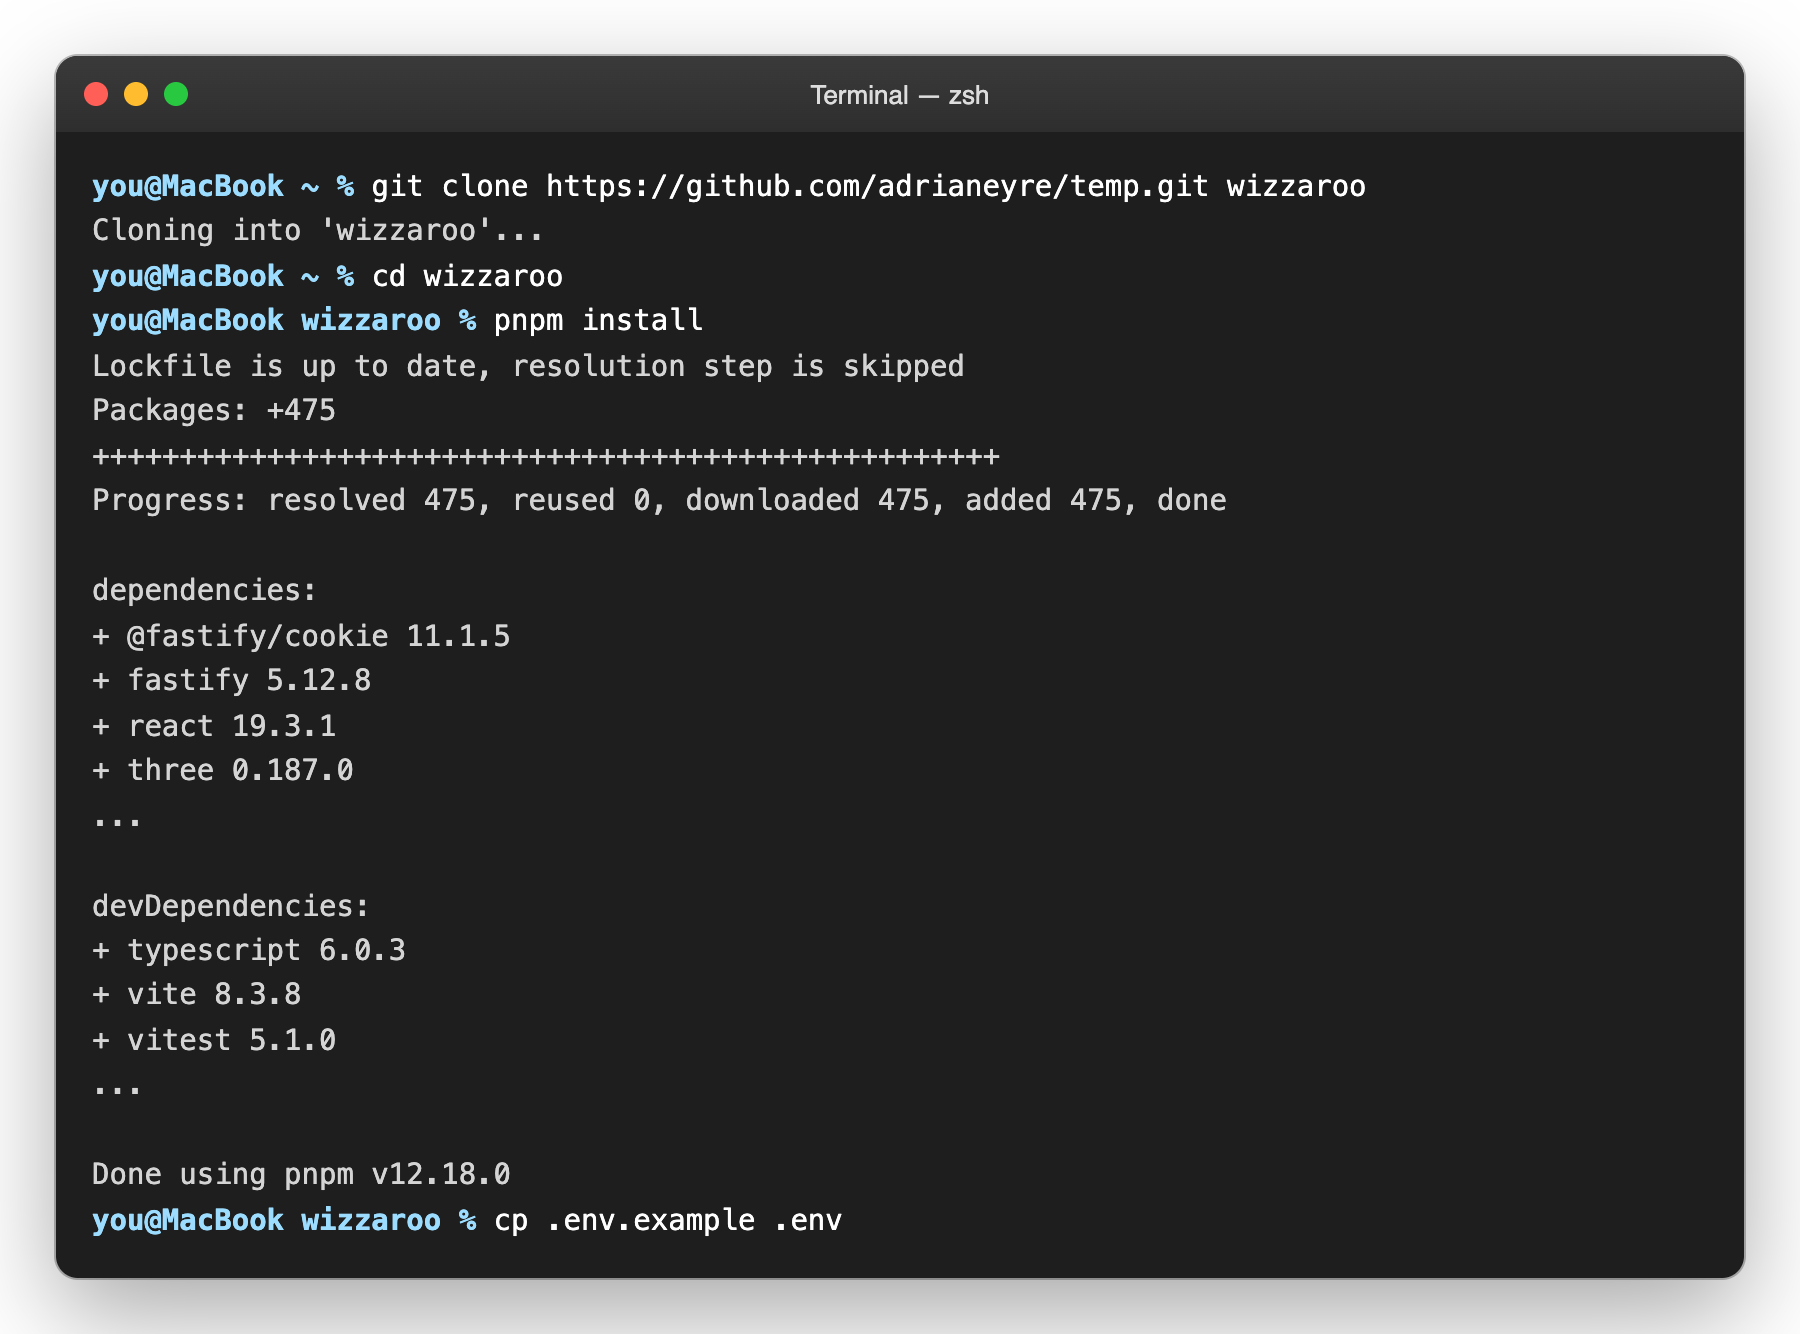 Terminal — zsh
you@MacBook ~ % git clone https://github.com/adrianeyre/temp.git wizzaroo
Cloning into 'wizzaroo'...
you@MacBook ~ % cd wizzaroo
you@MacBook wizzaroo % pnpm install
Lockfile is up to date, resolution step is skipped
Packages: +475
++++++++++++++++++++++++++++++++++++++++++++++++++++
Progress: resolved 475, reused 0, downloaded 475, added 475, done
dependencies:
+ @fastify/cookie 11.1.5
+ fastify 5.12.8
+ react 19.3.1
+ three 0.187.0
...
devDependencies:
+ typescript 6.0.3
+ vite 8.3.8
+ vitest 5.1.0
...
Done using pnpm v12.18.0
you@MacBook wizzaroo % cp .env.example .env